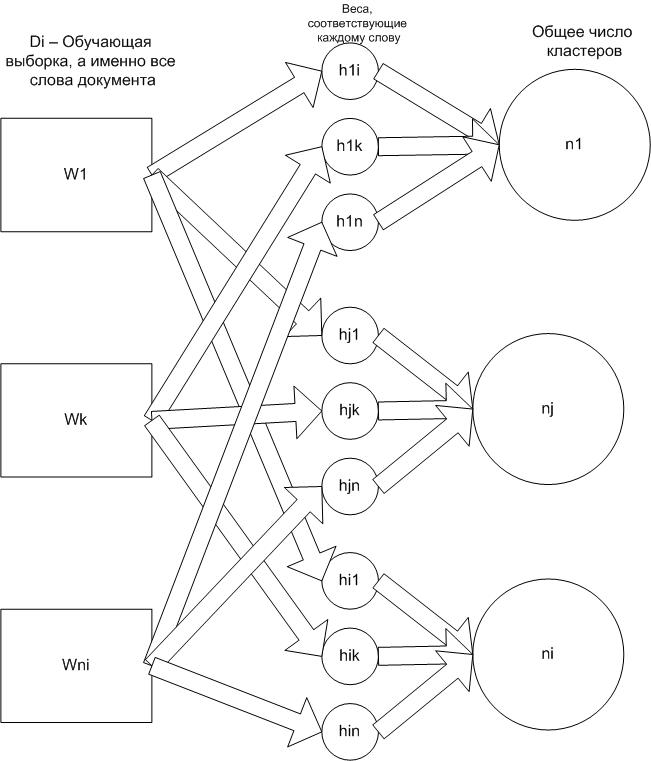 Di – Обучающая
выборка, а именно все
слова документа
Веса,
соответствующие
каждому слову
Общее число
кластеров
W1
Wk
Wni
h1i
h1k
h1n
hj1
hjk
hjn
hi1
hik
hin
n1
nj
ni